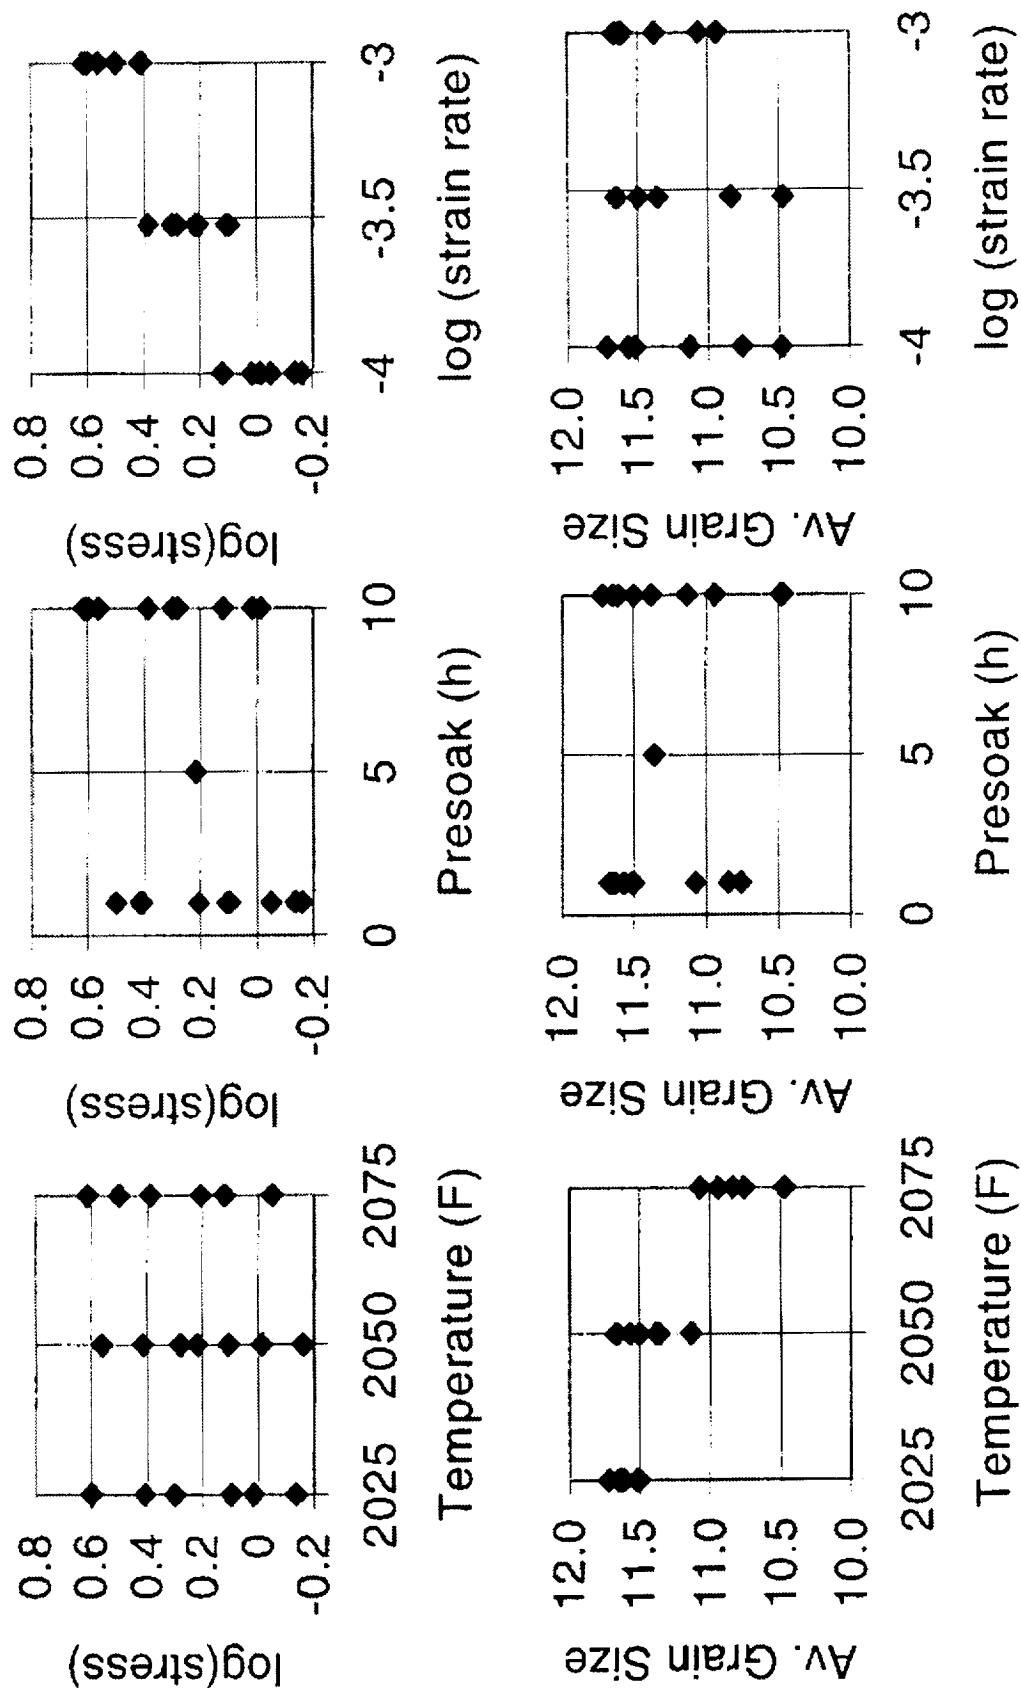 log(stress)
0.8
0.6
0.4
0.2
0
-0.2
2025 2050 2075
Temperature (F)
log(stress)
0.8
0.6
0.4
0.2
0
-0.2
0 5 10
Presoak (h)
log(stress)
0.8
0.6
0.4
0.2
0
-0.2
-4 -3.5 -3
log (strain rate)
Av. Grain Size
12.0
11.5
11.0
10.5
10.0
2025 2050 2075
Temperature (F)
Av. Grain Size
12.0
11.5
11.0
10.5
10.0
0 5 10
Presoak (h)
Av. Grain Size
12.0
11.5
11.0
10.5
10.0
-4 -3.5 -3
log (strain rate)